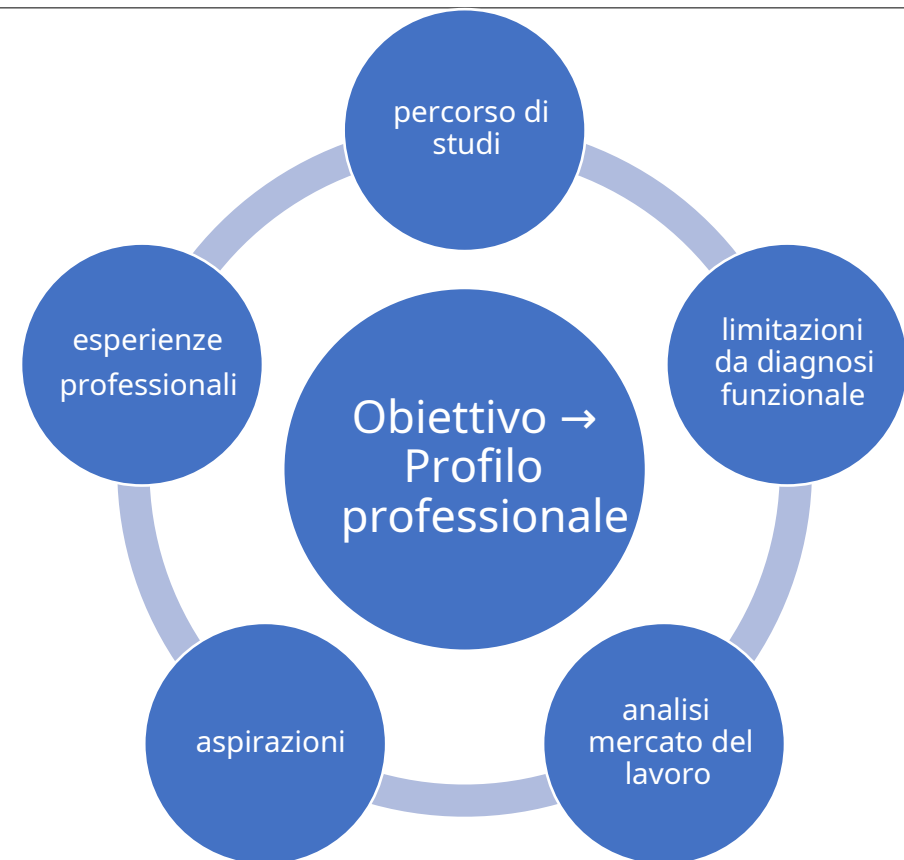 percorso di
studi
limitazioni
da diagnosi
funzionale
esperienze
professionali
Obiettivo →
Profilo
professionale
analisi
mercato del
lavoro
aspirazioni